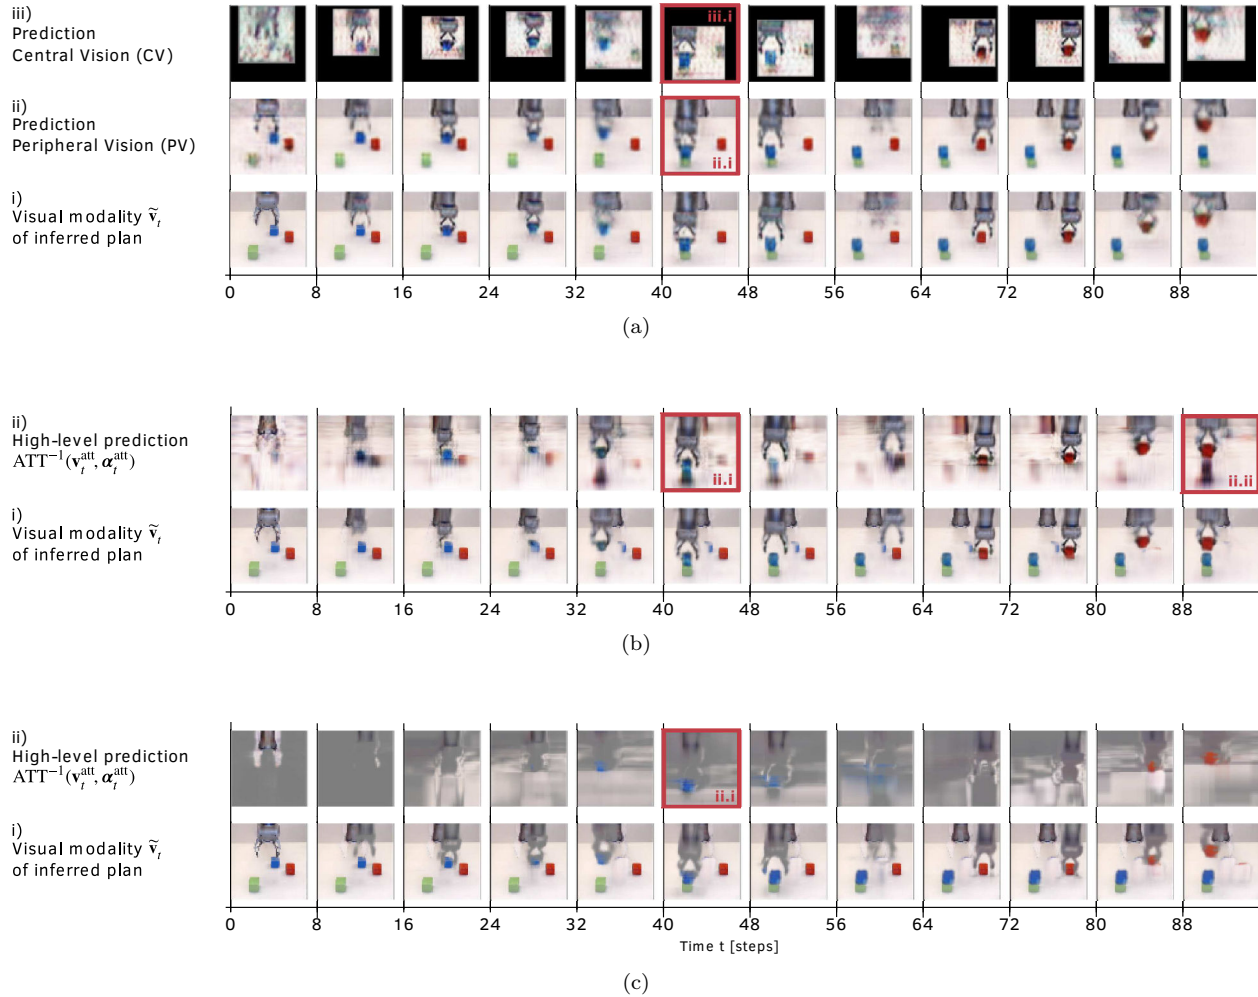 iii)
Prediction
Central Vision (CV)
iii.i
ii)
Prediction
Peripheral Vision (PV)
ii.i
i)
Visual modality ṽ_t
of inferred plan
0 8 16 24 32 40 48 56 64 72 80 88
(a)
ii)
High-level prediction
ATT⁻¹(v_t^att, α_t^att)
ii.i
ii.ii
i)
Visual modality ṽ_t
of inferred plan
0 8 16 24 32 40 48 56 64 72 80 88
(b)
ii)
High-level prediction
ATT⁻¹(v_t^att, α_t^att)
ii.i
i)
Visual modality ṽ_t
of inferred plan
0 8 16 24 32 40 48 56 64 72 80 88
Time t [steps]
(c)